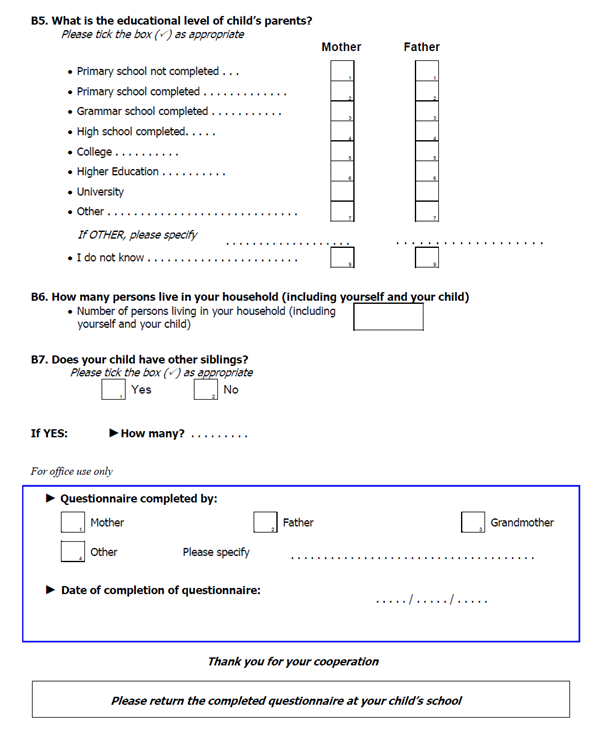 B5. What is the educational level of child's parents?
Please tick the box (✓) as appropriate
Mother Father
• Primary school not completed . . . 1 1
• Primary school completed . . . . . . . . . . . . . 2 2
• Grammar school completed . . . . . . . . . . . 3 3
• High school completed. . . . . 4 4
• College . . . . . . . . . . 5 5
• Higher Education . . . . . . . . . . 6 6
• University
• Other . . . . . . . . . . . . . . . . . . . . . . . . . . . . . 7 7
If OTHER, please specify . . . . . . . . . . . . . . . . . . . . . . . . . . . . . . . . . . . . . .
• I do not know . . . . . . . . . . . . . . . . . . . . . . . 9 9
B6. How many persons live in your household (including yourself and your child)
• Number of persons living in your household (including
yourself and your child)
B7. Does your child have other siblings?
Please tick the box (✓) as appropriate
1 Yes 2 No
If YES: ►How many? . . . . . . . . .
For office use only
► Questionnaire completed by:
1 Mother 2 Father 3 Grandmother
4 Other Please specify . . . . . . . . . . . . . . . . . . . . . . . . . . . . . . . . . . . . .
► Date of completion of questionnaire: . . . . . / . . . . . / . . . . .
Thank you for your cooperation
Please return the completed questionnaire at your child's school